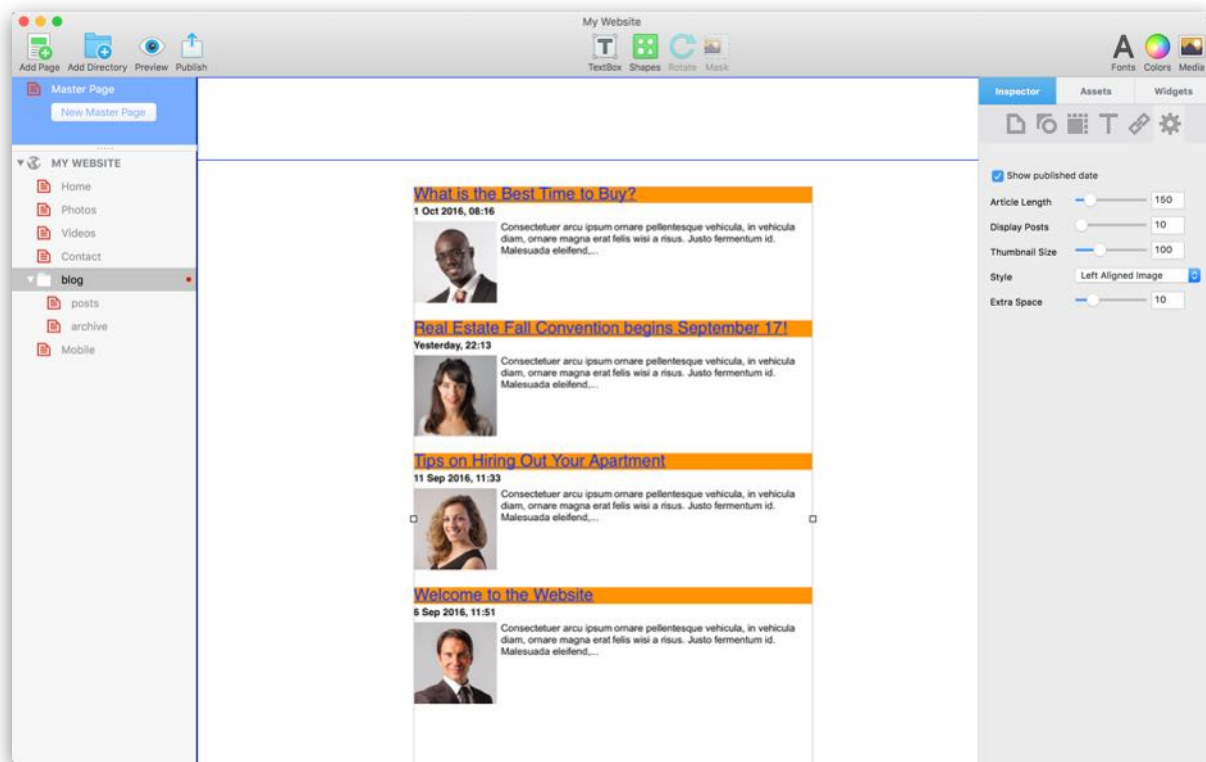 My Website
Add Page Add Directory Preview Publish
TextBox Shapes Rotate Mask
Fonts Colors Media
Master Page
New Master Page
MY WEBSITE
Home
Photos
Videos
Contact
blog
posts
archive
Mobile
What is the Best Time to Buy?
1 Oct 2016, 08:16
Consectetuer arcu ipsum ornare pellentesque vehicula, in vehicula
diam, ornare magna erat felis wisi a risus. Justo fermentum id.
Malesuada eleifend,...
Real Estate Fall Convention begins September 17!
Yesterday, 22:13
Consectetuer arcu ipsum ornare pellentesque vehicula, in vehicula
diam, ornare magna erat felis wisi a risus. Justo fermentum id.
Malesuada eleifend,...
Tips on Hiring Out Your Apartment
11 Sep 2016, 11:33
Consectetuer arcu ipsum ornare pellentesque vehicula, in vehicula
diam, ornare magna erat felis wisi a risus. Justo fermentum id.
Malesuada eleifend,...
Welcome to the Website
6 Sep 2016, 11:51
Consectetuer arcu ipsum ornare pellentesque vehicula, in vehicula
diam, ornare magna erat felis wisi a risus. Justo fermentum id.
Malesuada eleifend,...
Inspector Assets Widgets
Show published date
Article Length 150
Display Posts 10
Thumbnail Size 100
Style Left Aligned Image
Extra Space 10